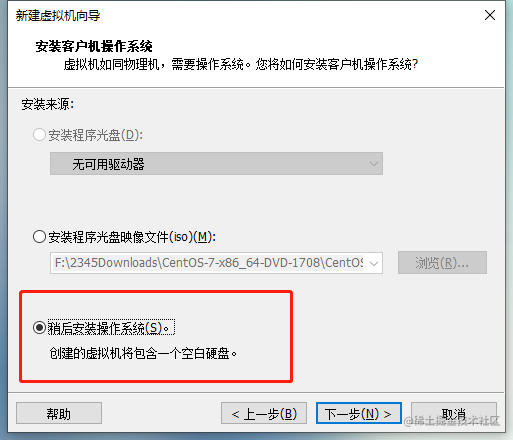 新建虚拟机向导
安装客户机操作系统
虚拟机如同物理机，需要操作系统。您将如何安装客户机操作系统?
安装来源:
安装程序光盘(D):
无可用驱动器
安装程序光盘映像文件(iso)(M):
F:\2345Downloads\CentOS-7-x86_64-DVD-1708\CentOS
浏览(R)...
稍后安装操作系统(S)。
创建的虚拟机将包含一个空白硬盘。
帮助
< 上一步(B)
下一步(N) >
取消
@稀土掘金技术社区